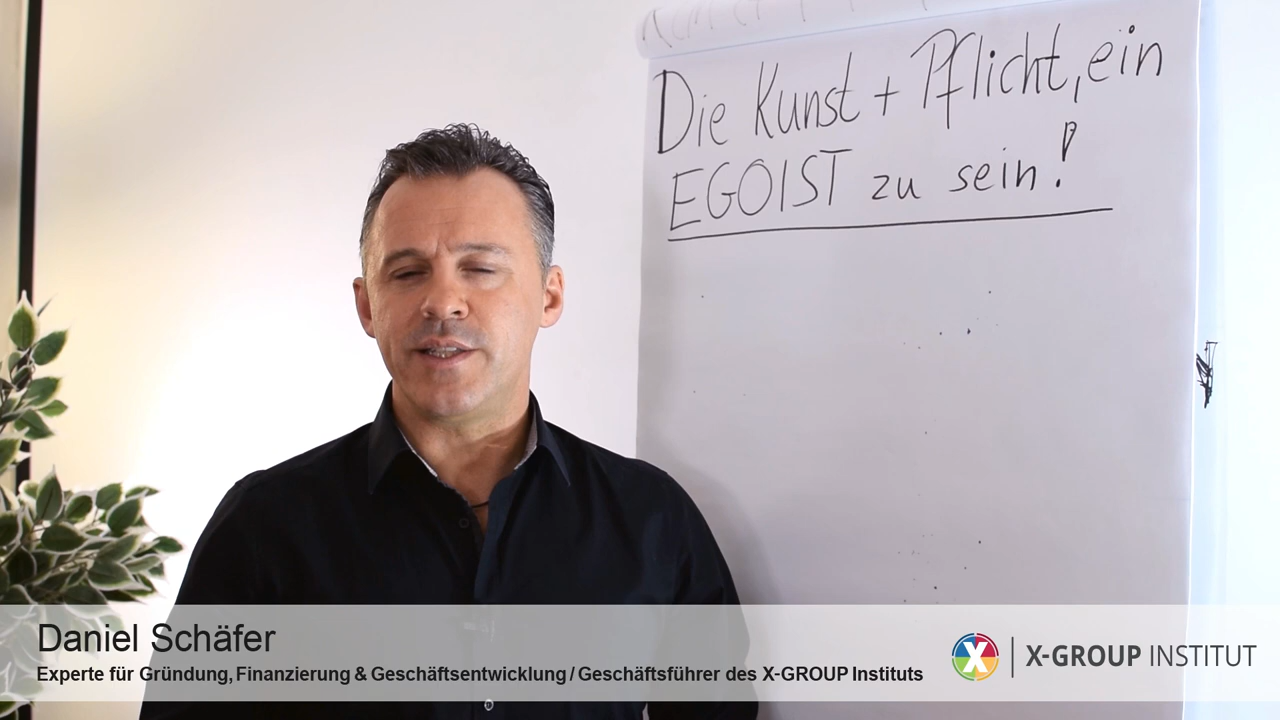 Die Kunst + Pflicht, ein
EGOIST zu sein!
Daniel Schäfer
Experte für Gründung, Finanzierung & Geschäftsentwicklung / Geschäftsführer des X-GROUP Instituts
X X-GROUP INSTITUT